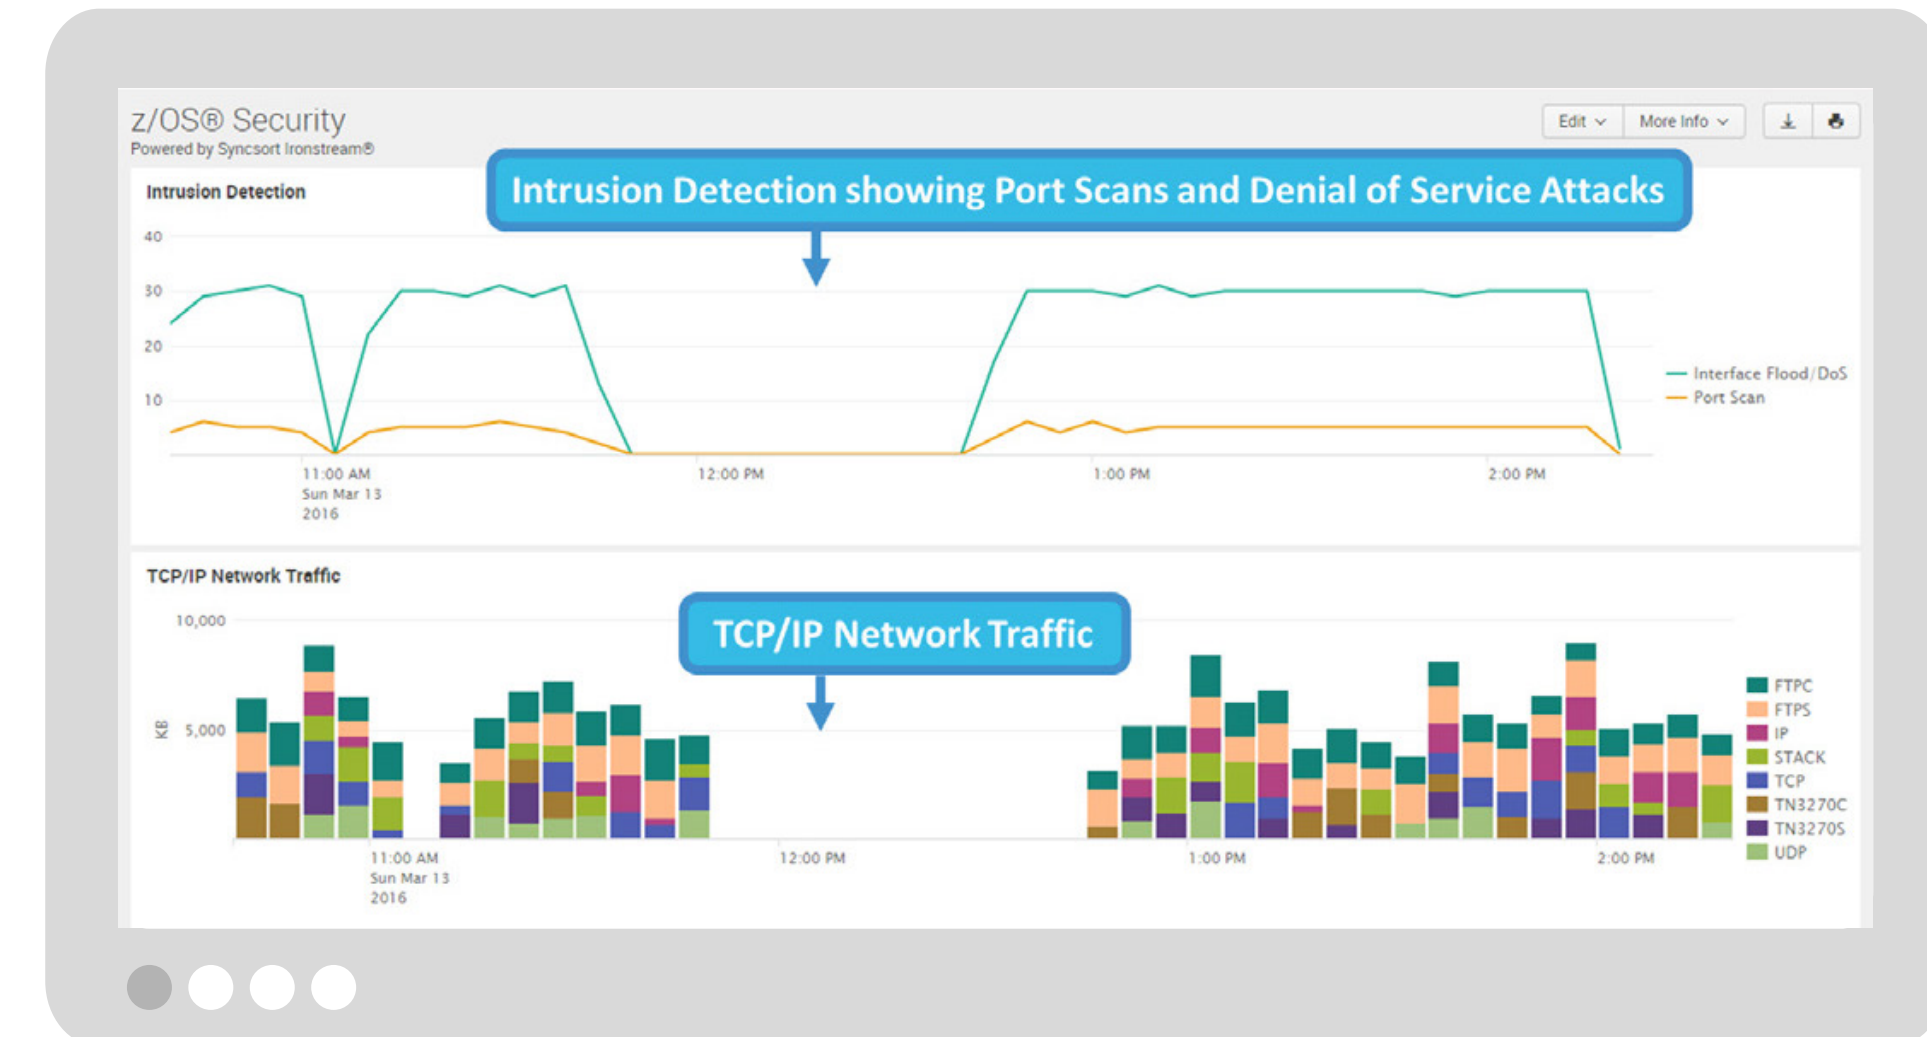 z/OS® Security
Powered by Syncsort Ironstream®
Edit
More Info
Intrusion Detection
Intrusion Detection showing Port Scans and Denial of Service Attacks
40
30
20
10
Interface Flood/DoS
Port Scan
11:00 AM
Sun Mar 13
2016
12:00 PM
1:00 PM
2:00 PM
TCP/IP Network Traffic
TCP/IP Network Traffic
10,000
5,000
KB
FTPC
FTPS
IP
STACK
TCP
TN3270C
TN3270S
UDP
11:00 AM
Sun Mar 13
2016
12:00 PM
1:00 PM
2:00 PM